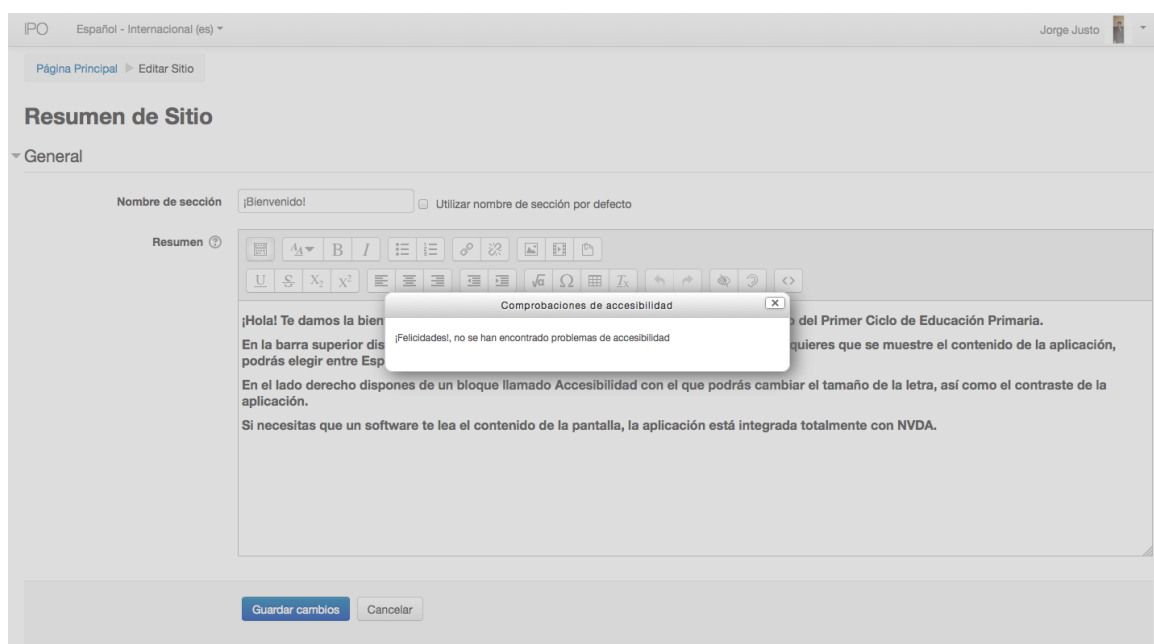 IPO Español - Internacional (es) Jorge Justo
Página Principal Editar Sitio
Resumen de Sitio
General
Nombre de sección ¡Bienvenido! Utilizar nombre de sección por defecto
Resumen
Comprobaciones de accesibilidad
¡Felicidades!, no se han encontrado problemas de accesibilidad
¡Hola! Te damos la bien del Primer Ciclo de Educación Primaria.
En la barra superior dis quieres que se muestre el contenido de la aplicación,
podrás elegir entre Esp
En el lado derecho dispones de un bloque llamado Accesibilidad con el que podrás cambiar el tamaño de la letra, así como el contraste de la
aplicación.
Si necesitas que un software te lea el contenido de la pantalla, la aplicación está integrada totalmente con NVDA.
Guardar cambios Cancelar